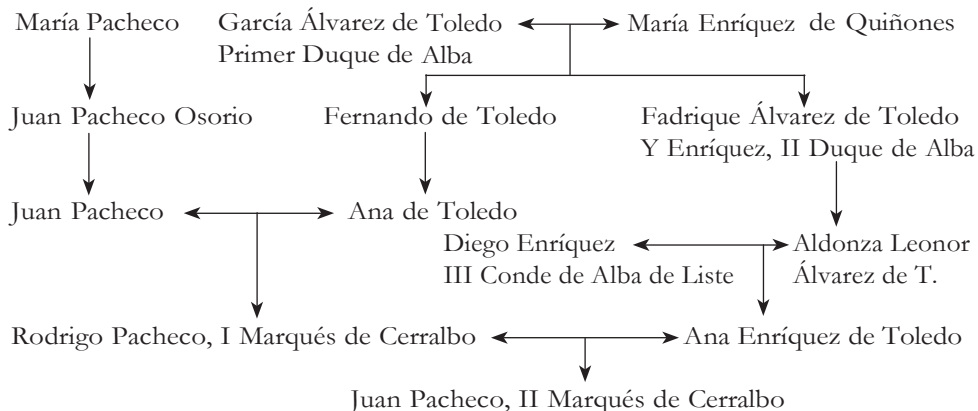 María Pacheco García Álvarez de Toledo María Enríquez de Quiñones
Primer Duque de Alba
Juan Pacheco Osorio Fernando de Toledo Fadrique Álvarez de Toledo
Y Enríquez, II Duque de Alba
Juan Pacheco Ana de Toledo
Diego Enríquez Aldonza Leonor
III Conde de Alba de Liste Álvarez de T.
Rodrigo Pacheco, I Marqués de Cerralbo Ana Enríquez de Toledo
Juan Pacheco, II Marqués de Cerralbo